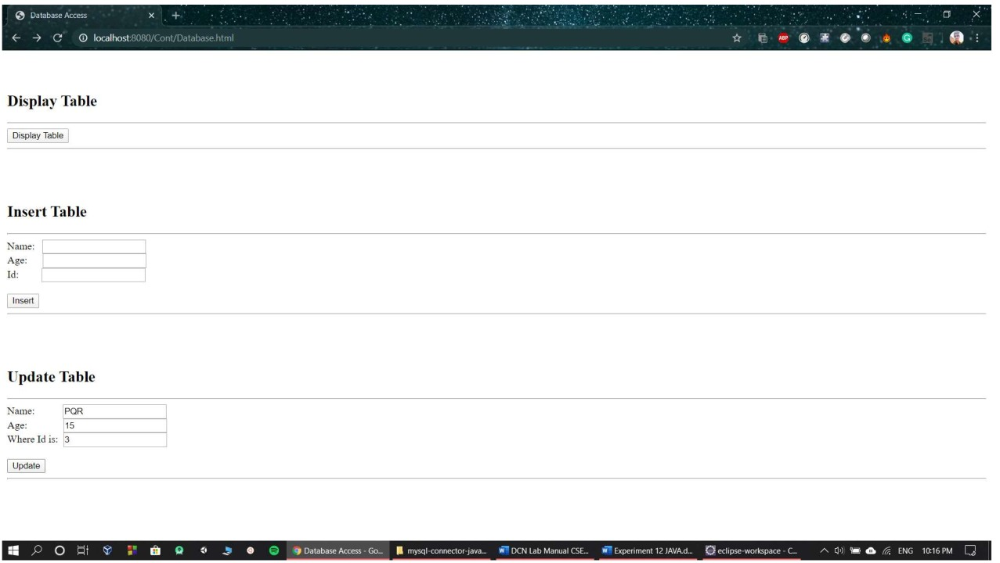 Database Access
localhost:8080/Cont/Database.html
ABP
G
Display Table
Display Table
Insert Table
Name:
Age:
Id:
Insert
Update Table
Name: PQR
Age: 15
Where Id is: 3
Update
Database Access - Go... mysql-connector-java... DCN Lab Manual CSE... Experiment 12 JAVA.d... eclipse-workspace - C... ENG 10:16 PM